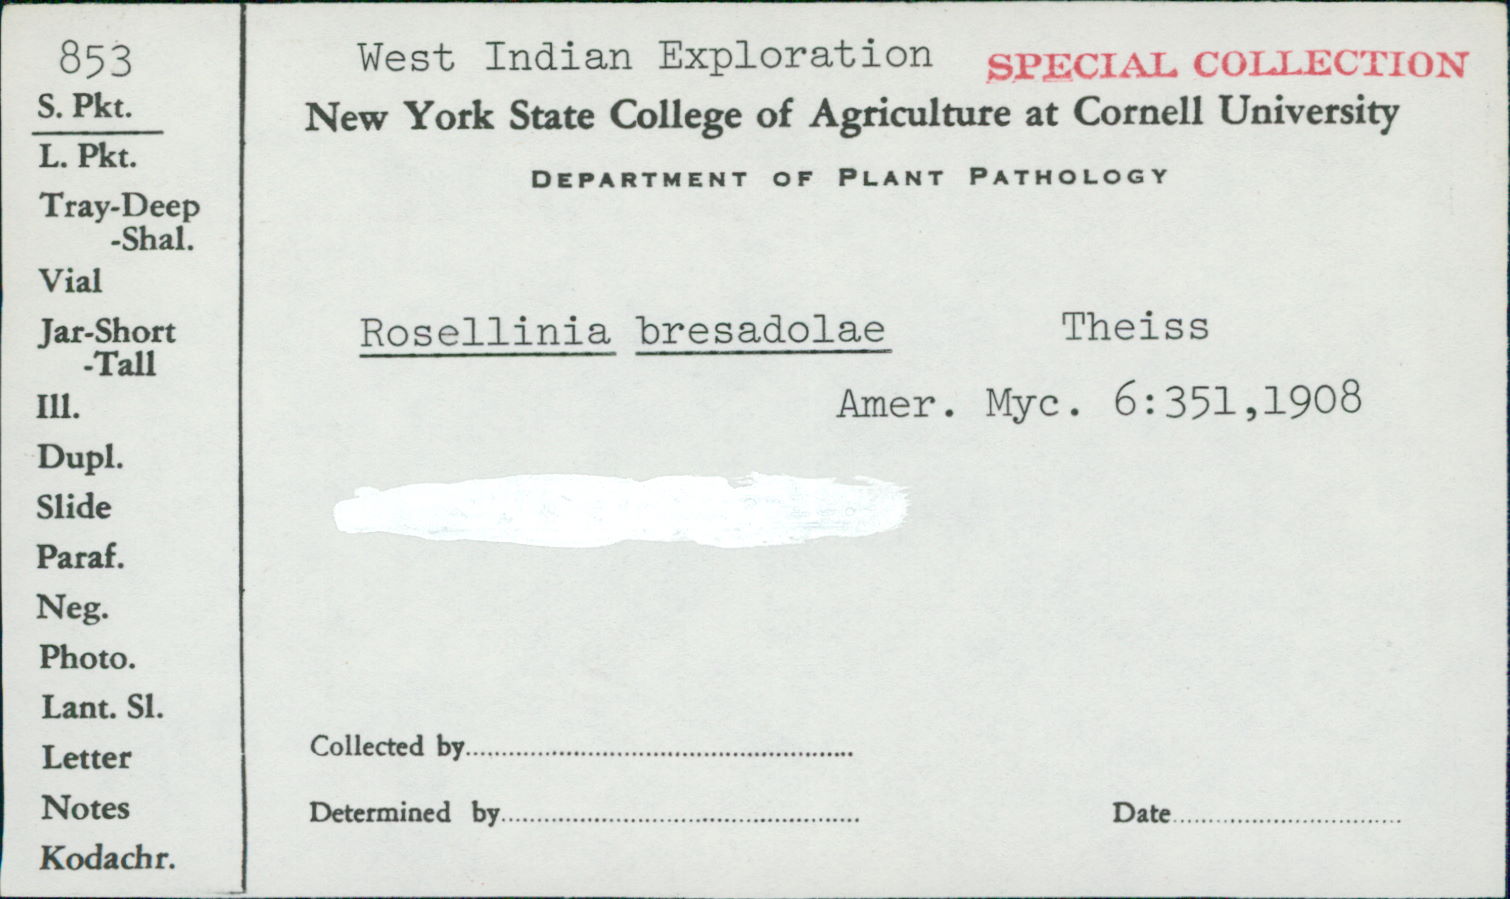 853
S. Pkt.
L. Pkt.
Tray-Deep
-Shal.
Vial
Jar-Short
-Tall
Ill.
Dupl.
Slide
Paraf.
Neg.
Photo.
Lant. Sl.
Letter
Notes
Kodachr.
West Indian Exploration
SPECIAL COLLECTION
New York State College of Agriculture at Cornell University
DEPARTMENT OF PLANT PATHOLOGY
Rosellinia bresadolae Theiss
Amer. Myc. 6:351,1908
Collected by
Determined by
Date